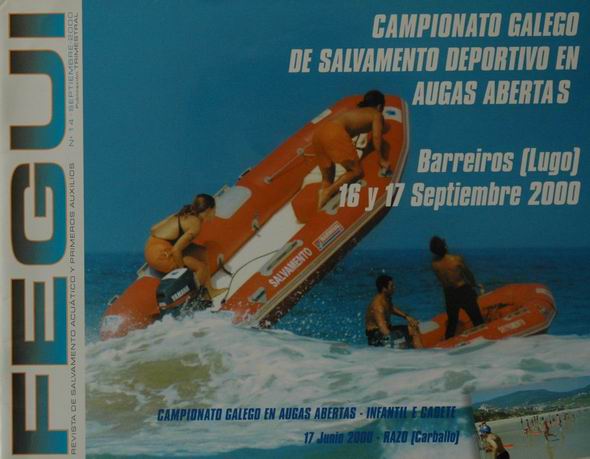 FEGUI
Nº 14 - SEPTIEMBRE 2000
Publicación TRIMESTRAL
REVISTA DE SALVAMENTO ACUÁTICO Y PRIMEROS AUXILIOS
CAMPIONATO GALEGO
DE SALVAMENTO DEPORTIVO EN
AUGAS ABERTAS
Barreiros (Lugo)
16 y 17 Septiembre 2000
SALVAMENTO
YAMAHA
CAMPIONATO GALEGO EN AUGAS ABERTAS - INFANTIL E CADETE
17 Junio 2000 - RAZO (Carballo)